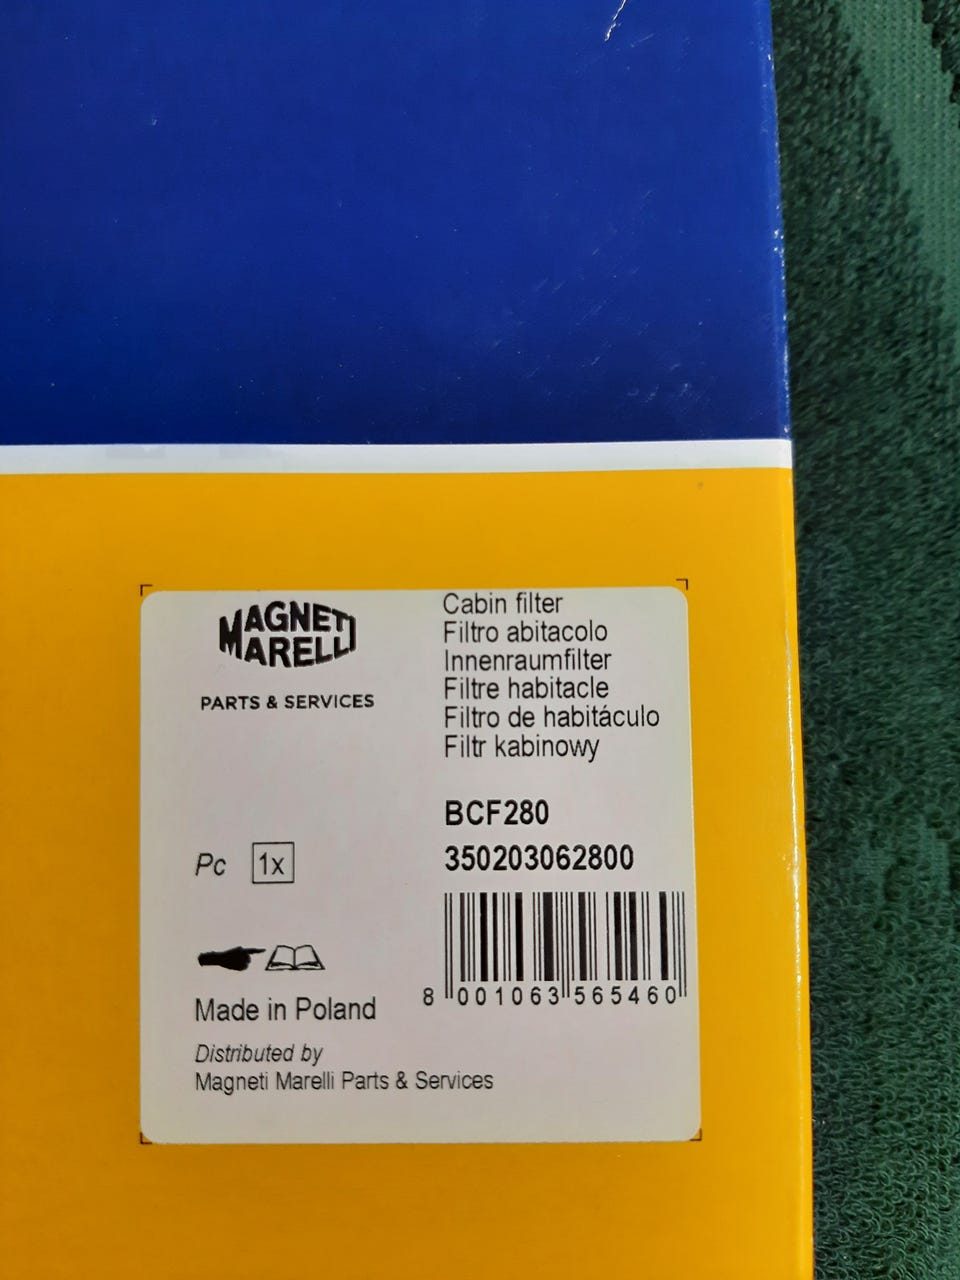 MAGNETI
MARELLI
PARTS & SERVICES
Cabin filter
Filtro abitacolo
Innenraumfilter
Filtre habitacle
Filtro de habitáculo
Filtr kabinowy
BCF280
350203062800
Pc 1x
8 001063 565460
Made in Poland
Distributed by
Magneti Marelli Parts & Services